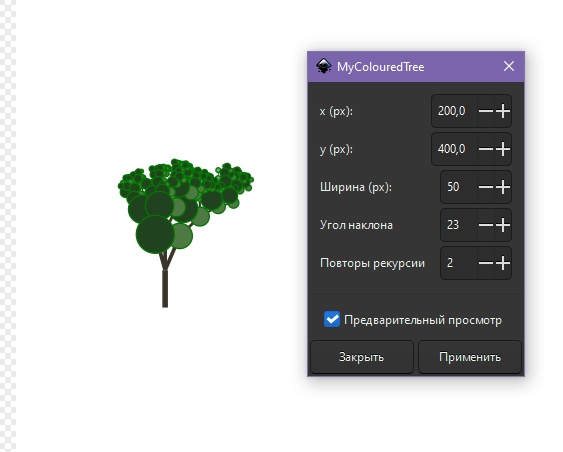 MyColouredTree
x (px): 200,0
y (px): 400,0
Ширина (px): 50
Угол наклона 23
Повторы рекурсии 2
Предварительный просмотр
Закрыть Применить